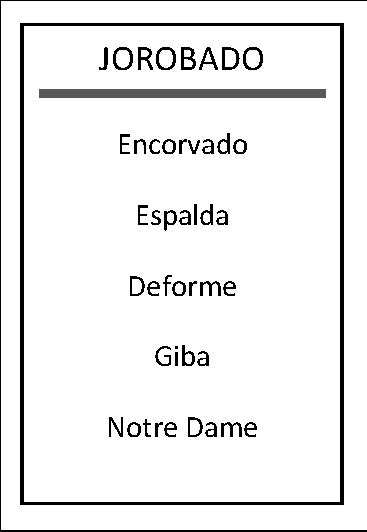 JOROBADO
Encorvado
Espalda
Deforme
Giba
Notre Dame